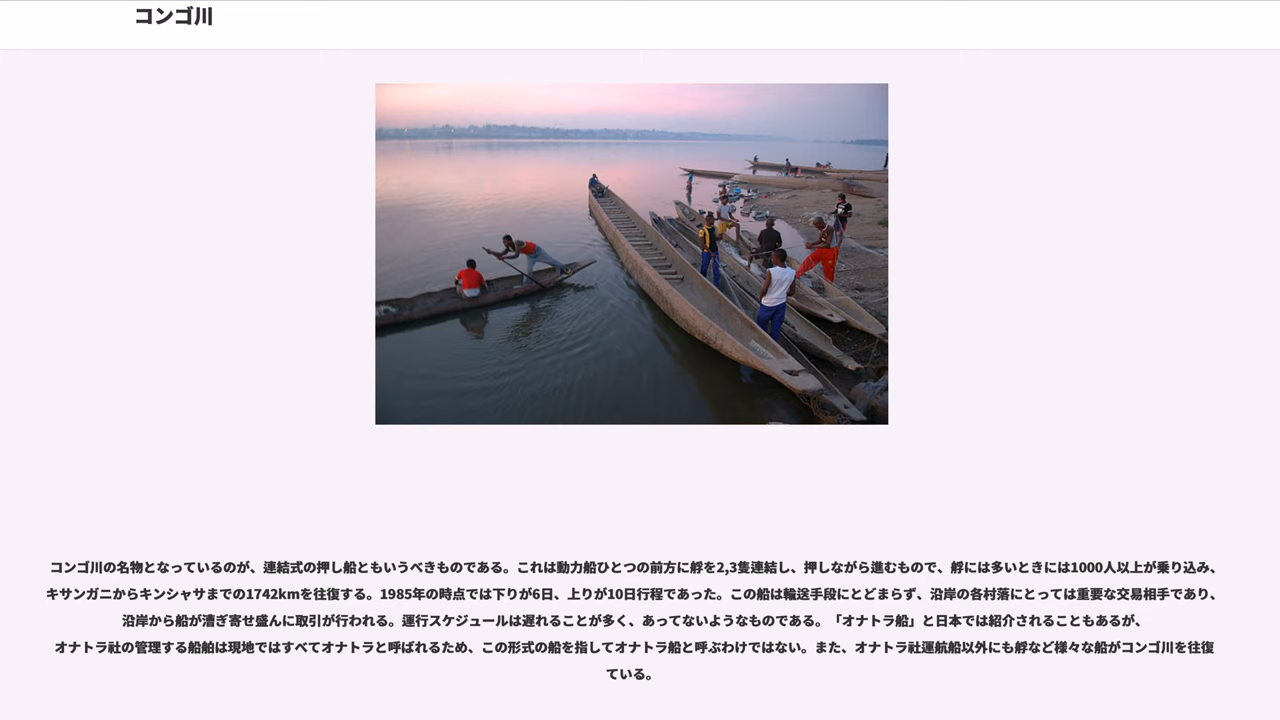 コンゴ川
コンゴ川の名物となっているのが、連結式の押し船ともいうべきものである。これは動力船ひとつの前方に艀を2,3隻連結し、押しながら進むもので、艀には多いときには1000人以上が乗り込み、
キサンガニからキンシャサまでの1742kmを往復する。1985年の時点では下りが6日、上りが10日行程であった。この船は輸送手段にとどまらず、沿岸の各村落にとっては重要な交易相手であり、
沿岸から船が漕ぎ寄せ盛んに取引が行われる。運行スケジュールは遅れることが多く、あってないようなものである。「オナトラ船」と日本では紹介されることもあるが、
オナトラ社の管理する船舶は現地ではすべてオナトラと呼ばれるため、この形式の船を指してオナトラ船と呼ぶわけではない。また、オナトラ社運航船以外にも艀など様々な船がコンゴ川を往復
ている。